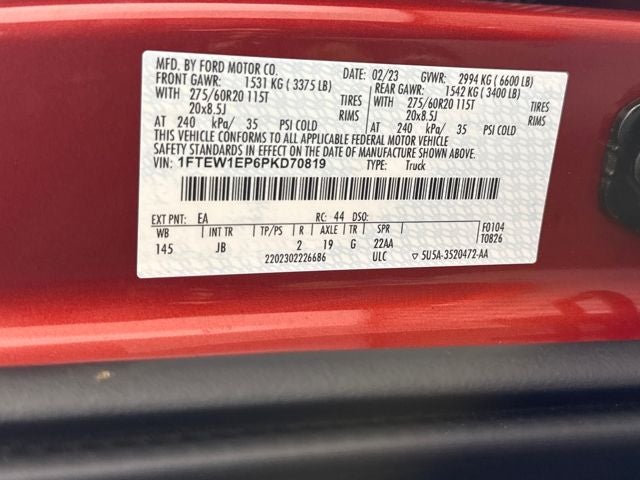 MFD. BY FORD MOTOR CO. DATE: 02/23 GVWR: 2994 KG (6600 LB)
FRONT GAWR: 1531 KG (3375 LB) REAR GAWR: 1542 KG (3400 LB)
WITH 275/60R20 115T TIRES WITH 275/60R20 115T TIRES
20x8.5J RIMS 20x8.5J RIMS
AT 240 kPa/ 35 PSI COLD AT 240 kPa/ 35 PSI COLD
THIS VEHICLE CONFORMS TO ALL APPLICABLE FEDERAL MOTOR VEHICLE
SAFETY STANDARDS IN EFFECT ON THE DATE OF MANUFACTURE SHOWN ABOVE.
VIN: 1FTEW1EP6PKD70819 TYPE: Truck
EXT PNT: EA RC: 44 DSO: F0104
WB INT TR TP/PS R AXLE TR SPR T0826
145 JB 2 19 G 22AA
2202302226686 ULC ▽ 5U5A-3520472-AA